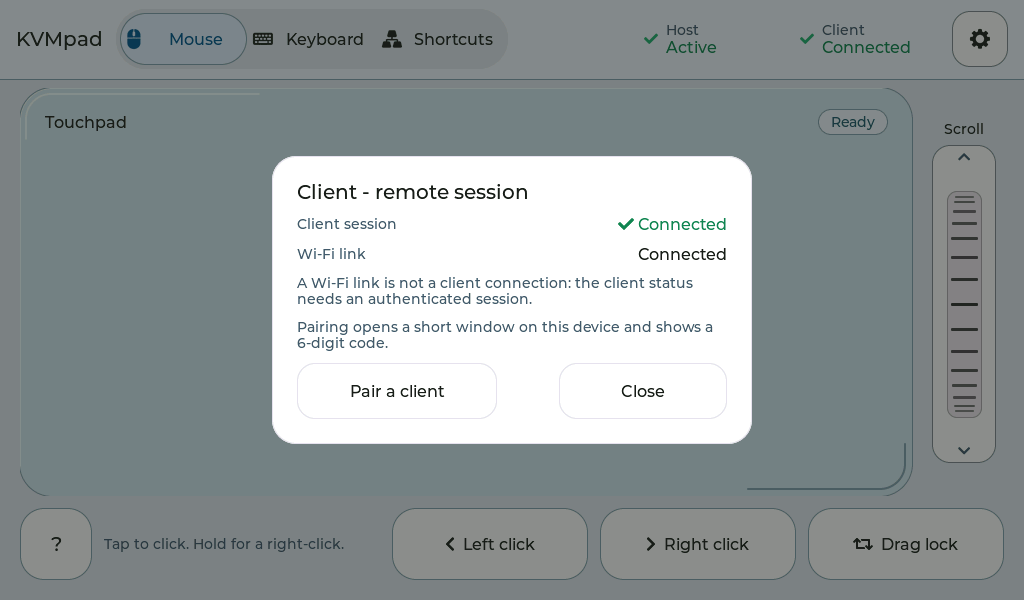 KVMpad
Mouse
Keyboard
Shortcuts
Host
Active
Client
Connected
Touchpad
Ready
Scroll
Client - remote session
Client session
Connected
Wi-Fi link
Connected
A Wi-Fi link is not a client connection: the client status
needs an authenticated session.
Pairing opens a short window on this device and shows a
6-digit code.
Pair a client
Close
?
Tap to click. Hold for a right-click.
Left click
Right click
Drag lock